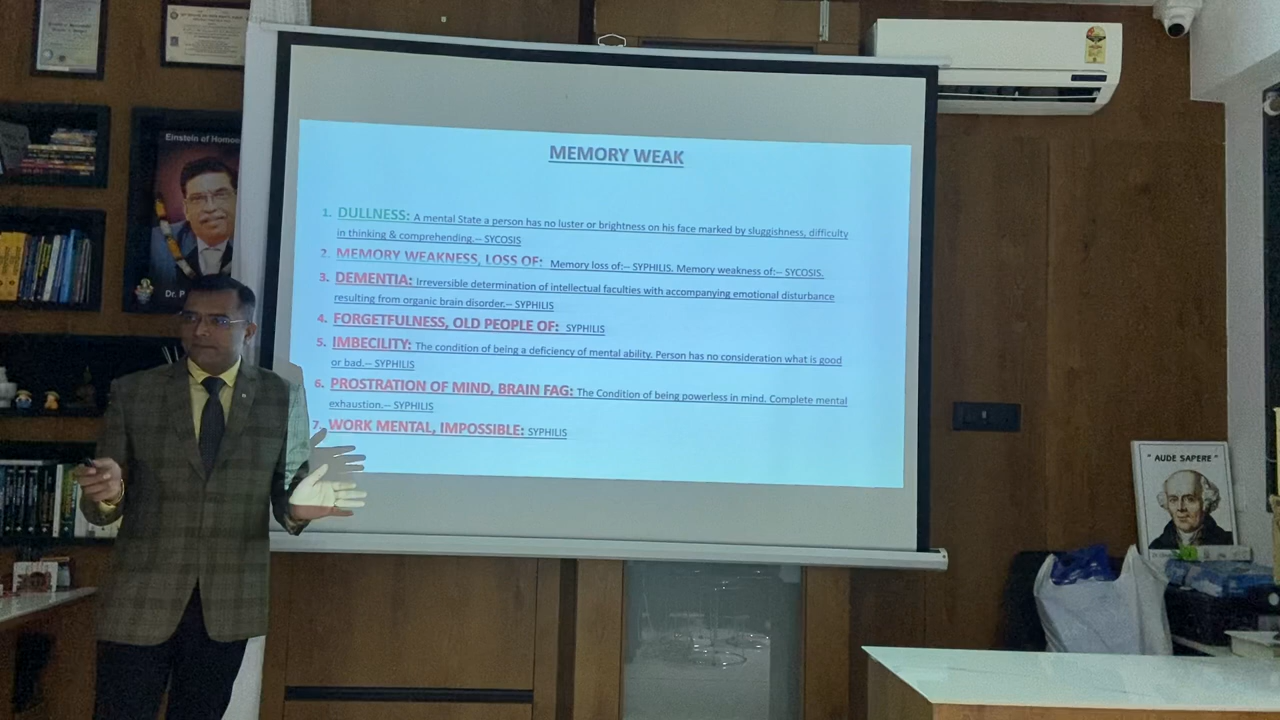 Einstein of Homeo
Dr. P
MEMORY WEAK
1. DULLNESS: A mental State a person has no luster or brightness on his face marked by sluggishness, difficulty
in thinking & comprehending.– SYCOSIS
2. MEMORY WEAKNESS, LOSS OF: Memory loss of:– SYPHILIS. Memory weakness of:– SYCOSIS.
3. DEMENTIA: Irreversible determination of intellectual faculties with accompanying emotional disturbance
resulting from organic brain disorder.– SYPHILIS
4. FORGETFULNESS, OLD PEOPLE OF: SYPHILIS
5. IMBECILITY: The condition of being a deficiency of mental ability. Person has no consideration what is good
or bad.– SYPHILIS
6. PROSTRATION OF MIND, BRAIN FAG: The Condition of being powerless in mind. Complete mental
exhaustion.– SYPHILIS
7. WORK MENTAL, IMPOSSIBLE: SYPHILIS
" AUDE SAPERE "